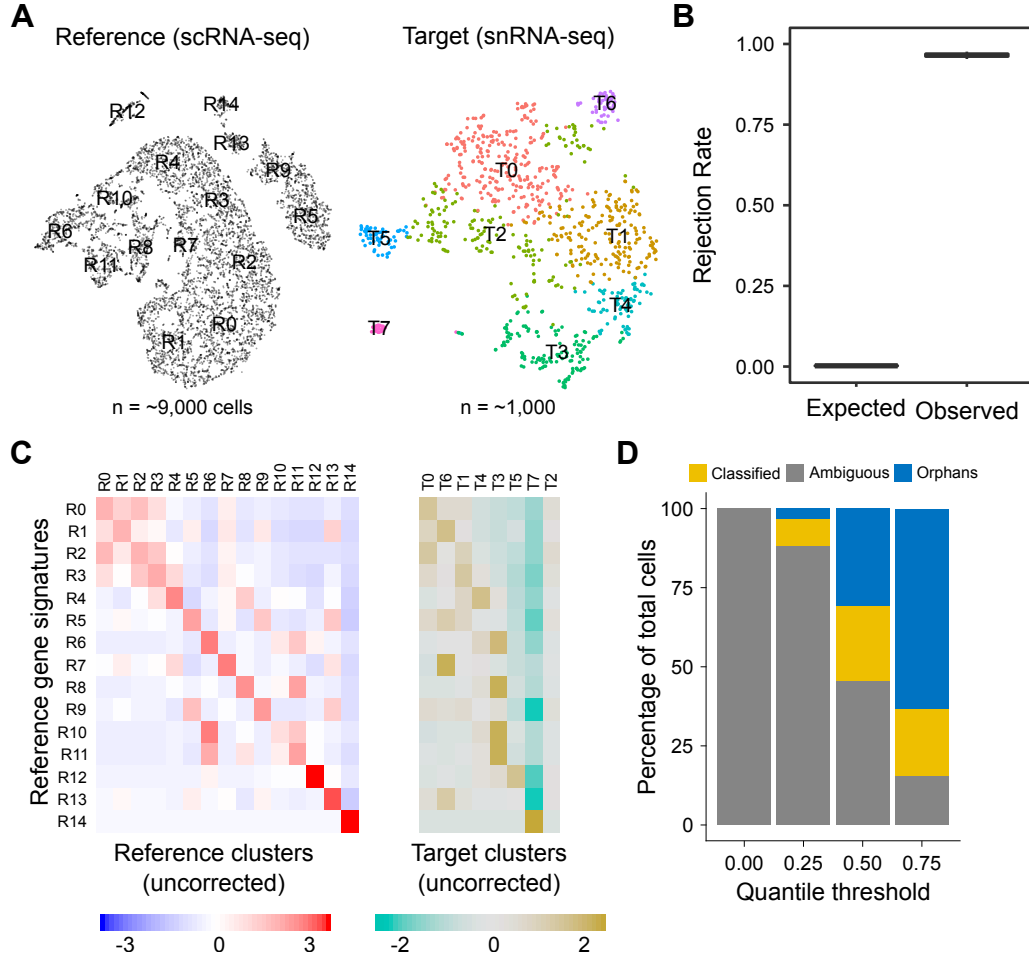 A
Reference (scRNA-seq)
Target (snRNA-seq)
R12
R14
R13
R4
R9
R10
R3
R5
R6
R8
R7
R11
R2
R0
R1
n = ~9,000 cells
T6
T0
T5
T2
T1
T4
T7
T3
n = ~1,000
B
Rejection Rate
1.00
0.75
0.50
0.25
0.00
Expected
Observed
C
R0 R1 R2 R3 R4 R5 R6 R7 R8 R9 R10 R11 R12 R13 R14
Reference gene signatures
R0
R1
R2
R3
R4
R5
R6
R7
R8
R9
R10
R11
R12
R13
R14
Reference clusters
(uncorrected)
-3 0 3
T0 T6 T1 T4 T3 T5 T7 T2
Target clusters
(uncorrected)
-2 0 2
D
Classified Ambiguous Orphans
Percentage of total cells
100
75
50
25
0
0.00 0.25 0.50 0.75
Quantile threshold